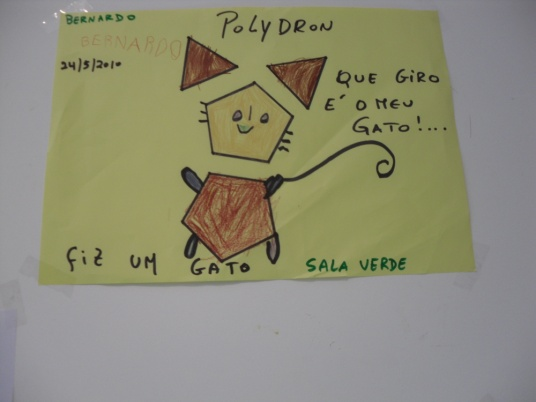 BERNARDO
POLYDRON
BERNARDO
24/5/2010
QUE GIRO
E' O MEU
GATO!...
FIZ UM GATO
SALA VERDE